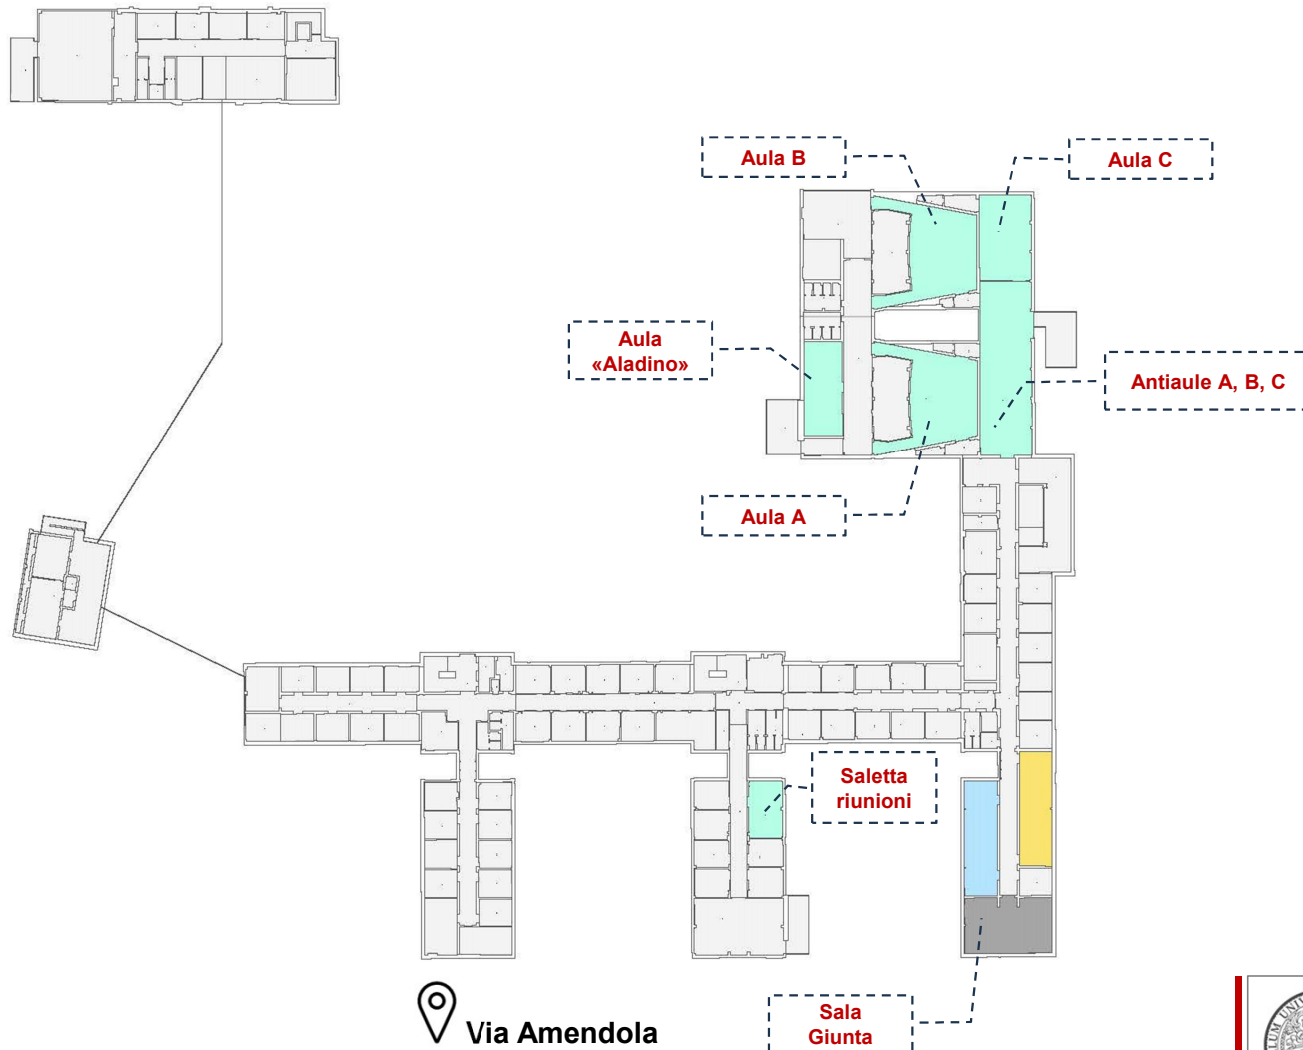 Aula B
Aula C
Aula
«Aladino»
Antiaule A, B, C
Aula A
Saletta
riunioni
Sala
Giunta
Via Amendola